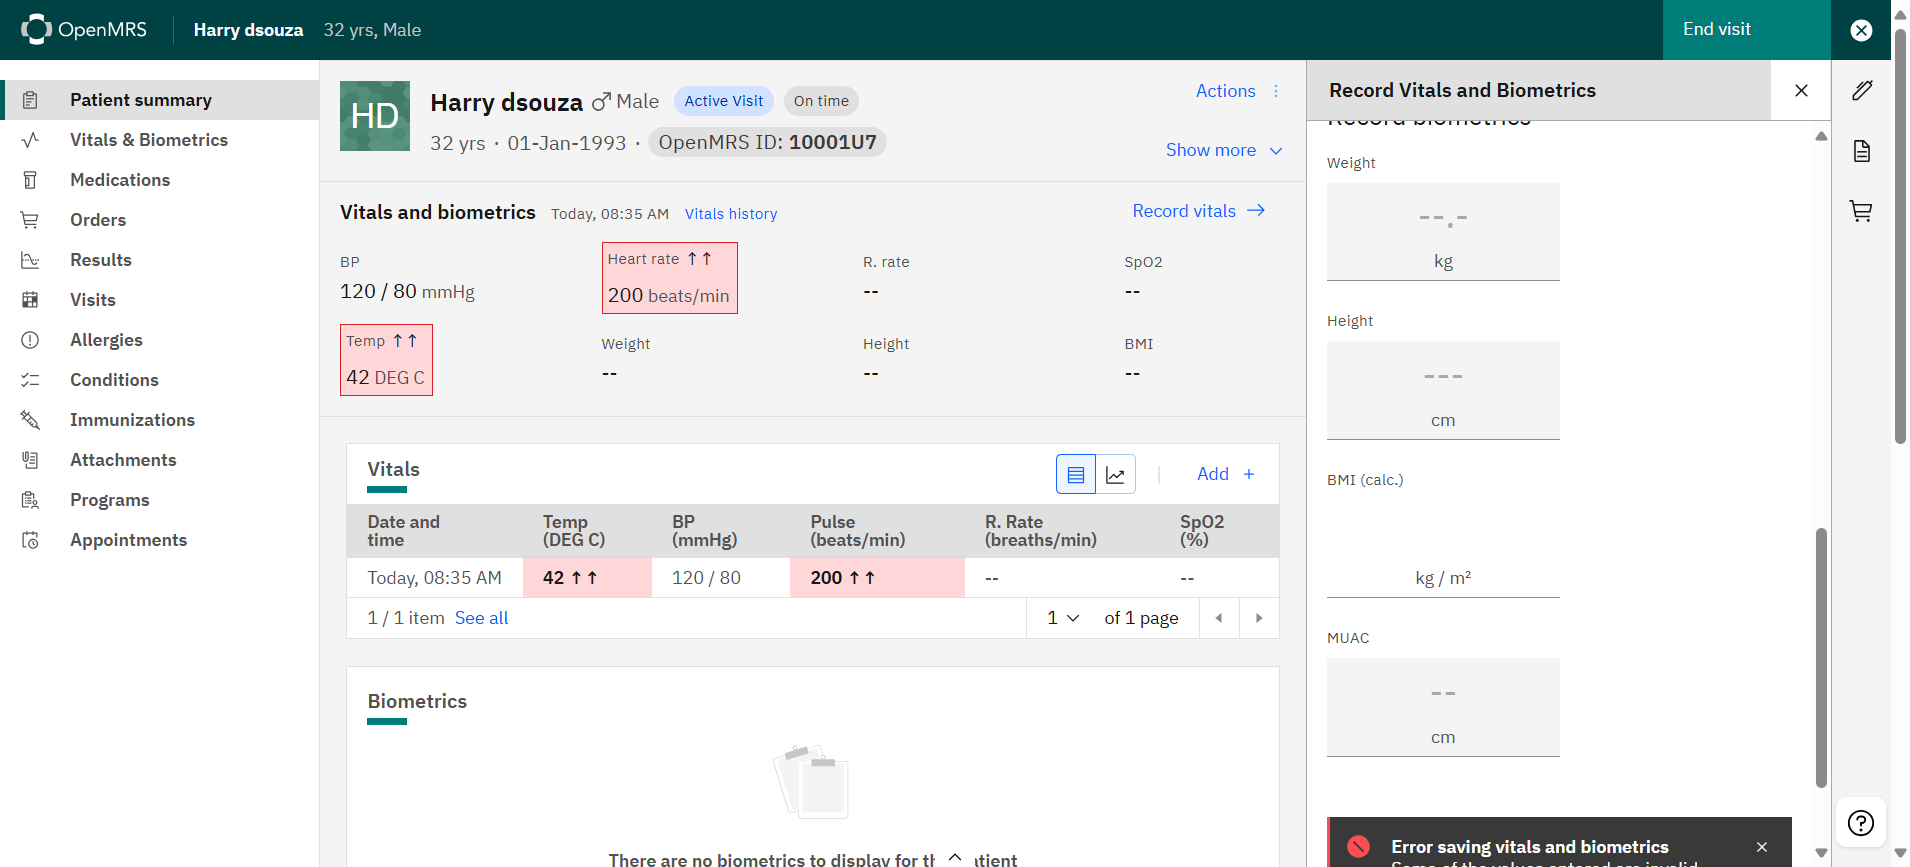 OpenMRS
Harry dsouza 32 yrs, Male
End visit
Patient summary
Vitals & Biometrics
Medications
Orders
Results
Visits
Allergies
Conditions
Immunizations
Attachments
Programs
Appointments
HD
Harry dsouza Male Active Visit On time
32 yrs · 01-Jan-1993 · OpenMRS ID: 10001U7
Actions
Show more
Vitals and biometrics Today, 08:35 AM Vitals history
Record vitals
BP
120 / 80 mmHg
Heart rate ↑↑
200 beats/min
R. rate
--
SpO2
--
Temp ↑↑
42 DEG C
Weight
--
Height
--
BMI
--
Vitals
Add +
Date and time
Temp (DEG C)
BP (mmHg)
Pulse (beats/min)
R. Rate (breaths/min)
SpO2 (%)
Today, 08:35 AM 42 ↑↑ 120 / 80 200 ↑↑ -- --
1 / 1 item See all
1 of 1 page
Biometrics
There are no biometrics to display for th atient
Record Vitals and Biometrics
Record biometrics
Weight
--.-
kg
Height
---
cm
BMI (calc.)
kg / m²
MUAC
--
cm
Error saving vitals and biometrics
Some of the values entered are invalid